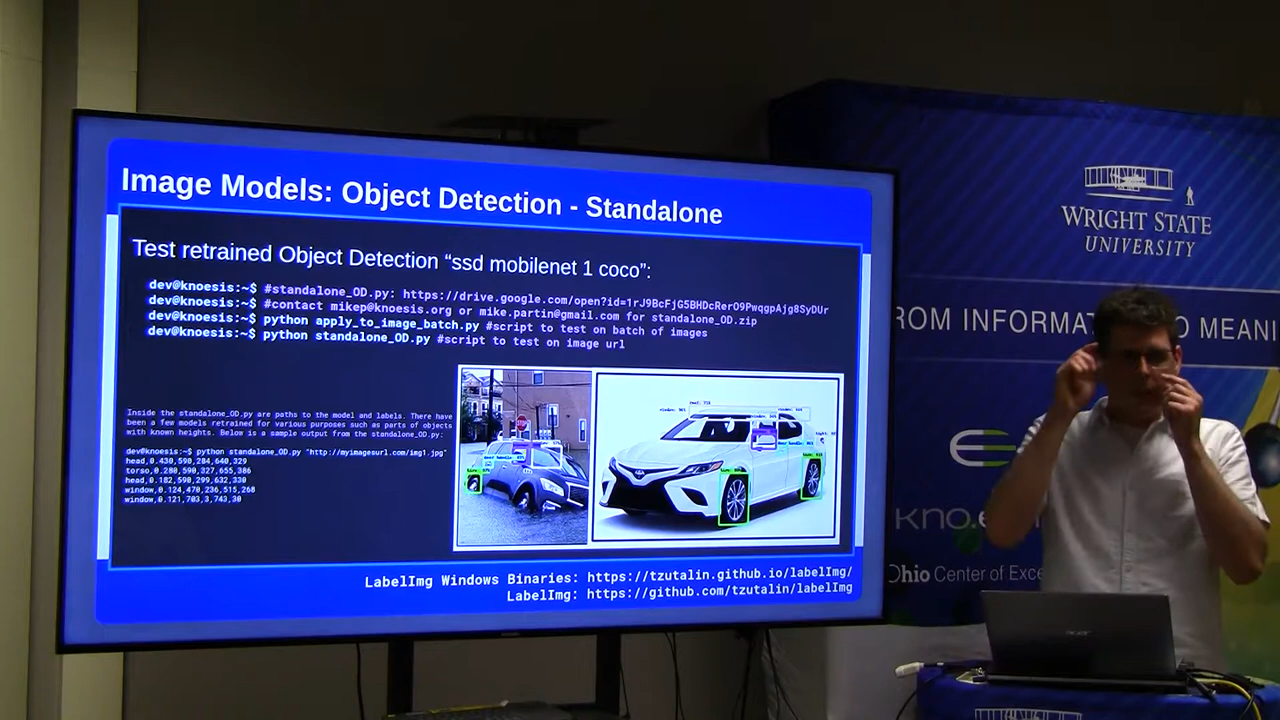 Image Models: Object Detection - Standalone
Test retrained Object Detection “ssd mobilenet 1 coco”:
dev@knoesis:~$ #standalone_OD.py: https://drive.google.com/open?id=1rJ9BcFjG5BHDcRerO9PwqgpAjg8SyDUr
dev@knoesis:~$ #contact mikep@knoesis.org or mike.partin@gmail.com for standalone_OD.zip
dev@knoesis:~$ python apply_to_image_batch.py #script to test on batch of images
dev@knoesis:~$ python standalone_OD.py #script to test on image url
Inside the standalone_OD.py are paths to the model and labels. There have
been a few models retrained for various purposes such as parts of objects
with known heights. Below is a sample output from the standalone_OD.py:
dev@knoesis:~$ python standalone_OD.py "http://myimagesurl.com/img1.jpg"
head,0.430,590,284,640,329
torso,0.280,590,327,655,386
head,0.182,590,299,632,330
window,0.124,470,236,515,268
window,0.121,703,3,743,30
LabelImg Windows Binaries: https://tzutalin.github.io/labelImg/
LabelImg: https://github.com/tzutalin/labelImg
WRIGHT STATE
UNIVERSITY
ROM INFORMAT O MEANI
kno.e
Ohio Center of Exce
acer
WRIGHT STATE